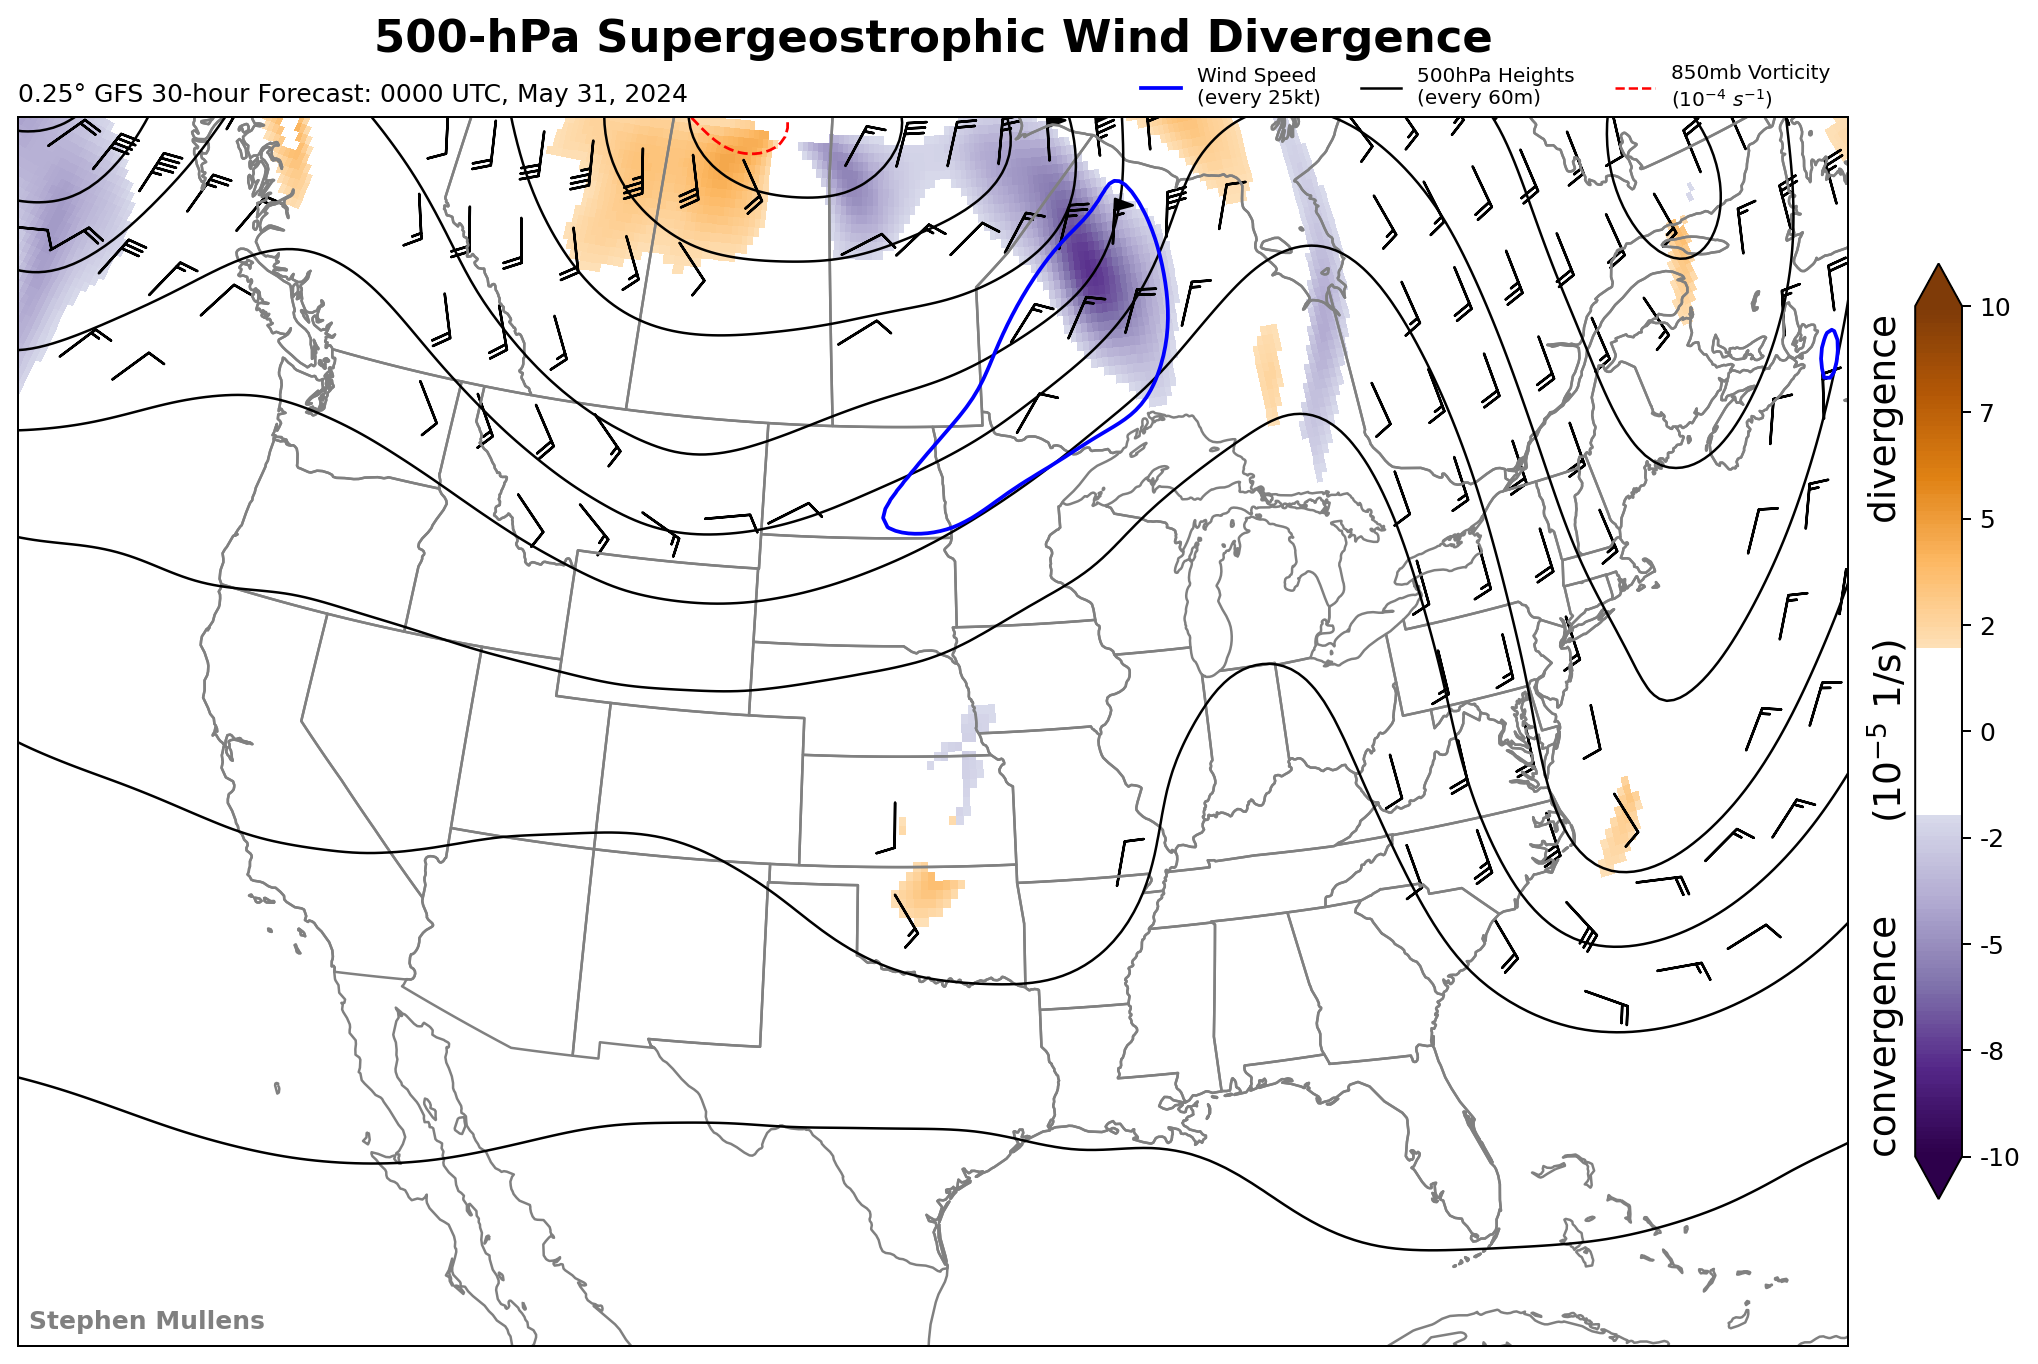 500-hPa Supergeostrophic Wind Divergence
0.25° GFS 30-hour Forecast: 0000 UTC, May 31, 2024
Wind Speed
(every 25kt)
500hPa Heights
(every 60m)
850mb Vorticity
(10⁻⁴ s⁻¹)
10
7
5
2
0
-2
-5
-8
-10
convergence (10⁻⁵ 1/s) divergence
Stephen Mullens